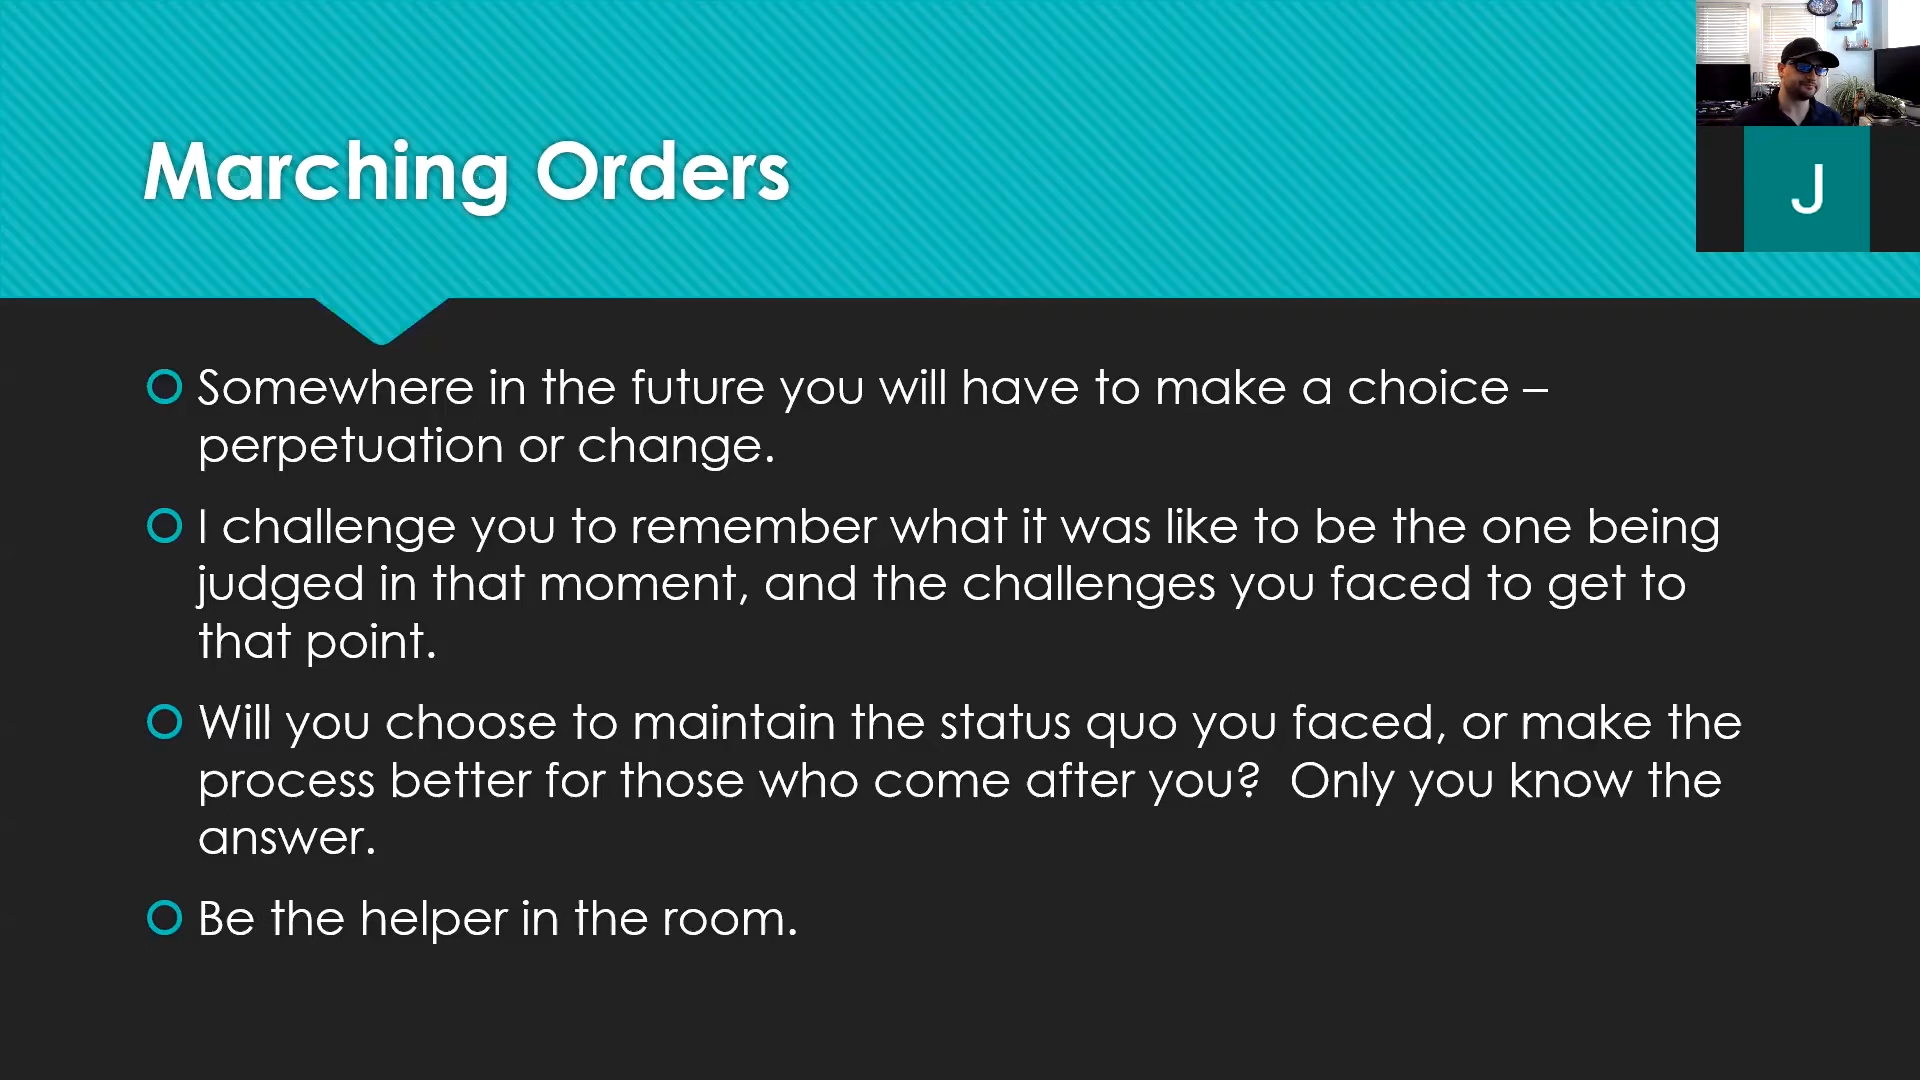 Marching Orders
J
Somewhere in the future you will have to make a choice –
perpetuation or change.
I challenge you to remember what it was like to be the one being
judged in that moment, and the challenges you faced to get to
that point.
Will you choose to maintain the status quo you faced, or make the
process better for those who come after you?  Only you know the
answer.
Be the helper in the room.